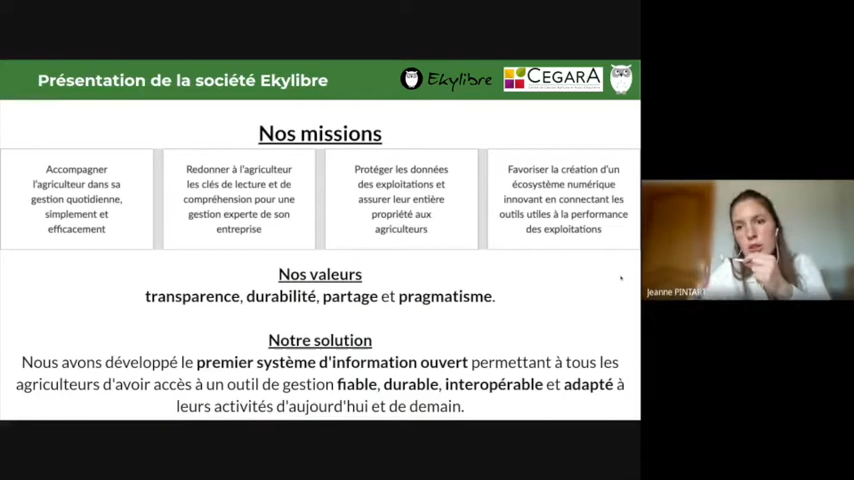 Présentation de la société Ekylibre
Ekylibre
CEGARA
Nos missions
Accompagner
l'agriculteur dans sa
gestion quotidienne,
simplement et
efficacement
Redonner à l'agriculteur
les clés de lecture et de
compréhension pour une
gestion experte de son
entreprise
Protéger les données
des exploitations et
assurer leur entière
propriété aux
agriculteurs
Favoriser la création d'un
écosystème numérique
innovant en connectant les
outils utiles à la performance
des exploitations
Nos valeurs
transparence, durabilité, partage et pragmatisme.
Notre solution
Nous avons développé le premier système d'information ouvert permettant à tous les
agriculteurs d'avoir accès à un outil de gestion fiable, durable, interopérable et adapté à
leurs activités d'aujourd'hui et de demain.
Jeanne PINTART